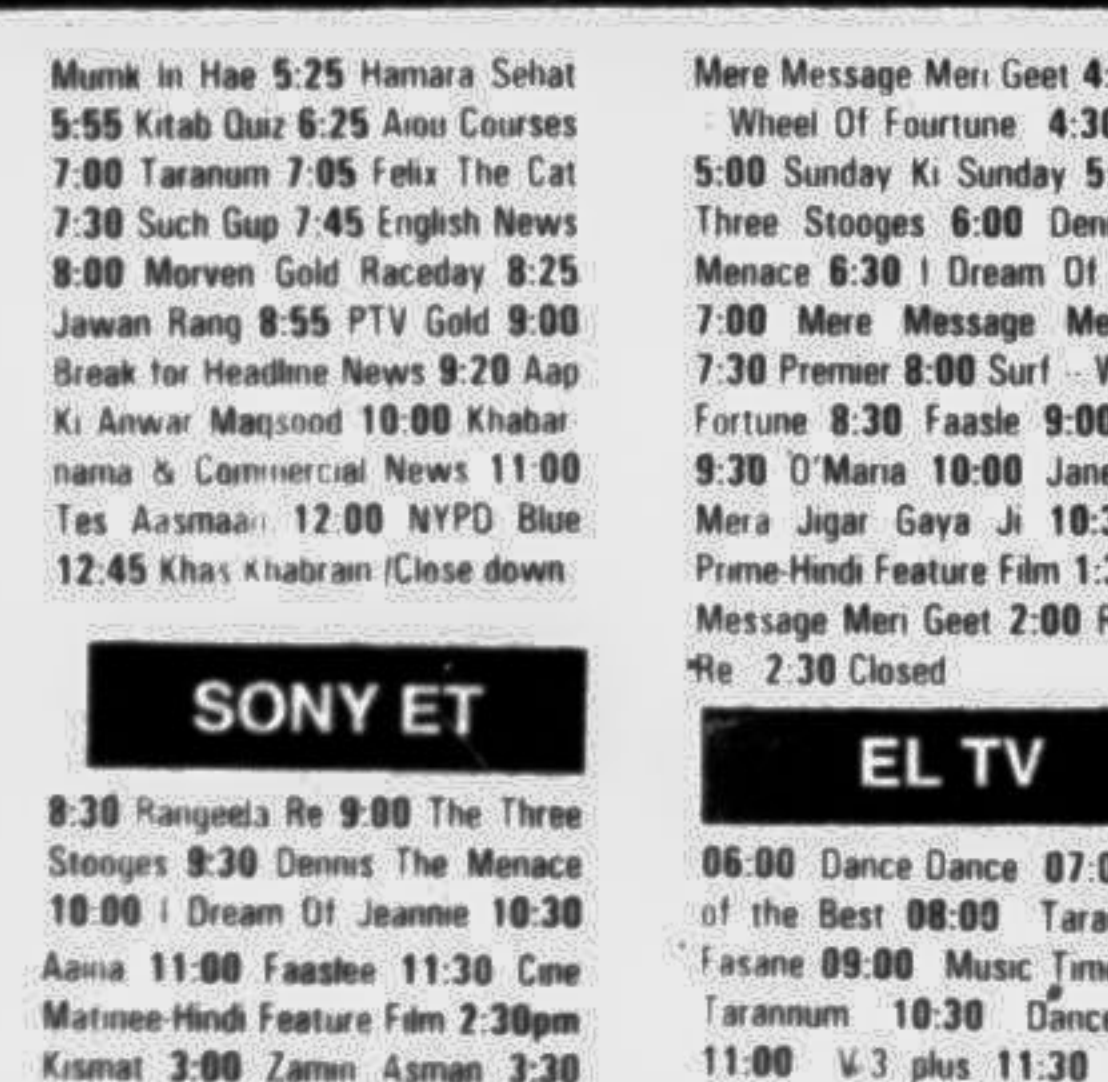 Mumk In Hae 5:25 Hamara Sehat
5:55 Kitab Quiz 6:25 Aiou Courses
7:00 Taranum 7:05 Felix The Cat
7:30 Such Gup 7:45 English News
8:00 Morven Gold Raceday 8:25
Jawan Rang 8:55 PTV Gold 9:00
Break for Headline News 9:20 Aap
Ki Anwar Maqsood 10:00 Khabar-
nama & Commercial News 11:00
Tes Aasmaan 12:00 NYPD Blue
12:45 Khas Khabrain /Close down
SONY ET
8:30 Rangeela Re 9:00 The Three
Stooges 9:30 Dennis The Menace
10:00 I Dream Of Jeannie 10:30
Aaina 11:00 Faaslee 11:30 Cine
Matinee-Hindi Feature Film 2:30pm
Kismat 3:00 Zamin Asman 3:30
Mere Message Meri Geet
Wheel Of Fourtune 4:30
5:00 Sunday Ki Sunday
Three Stooges 6:00
Menace 6:30 I Dream Of
7:00 Mere Message
7:30 Premier 8:00 Surf
Fortune 8:30 Faasle 9:00
9:30 O'Maria 10:00 Jane
Mera Jigar Gaya Ji
Prime-Hindi Feature Film
Message Meri Geet 2:00
Re 2:30 Closed
EL TV
06:00 Dance Dance
of the Best 08:00
Fasane 09:00 Music Time
Tarannum 10:30 Dance
11:00 V.3 plus 11:30